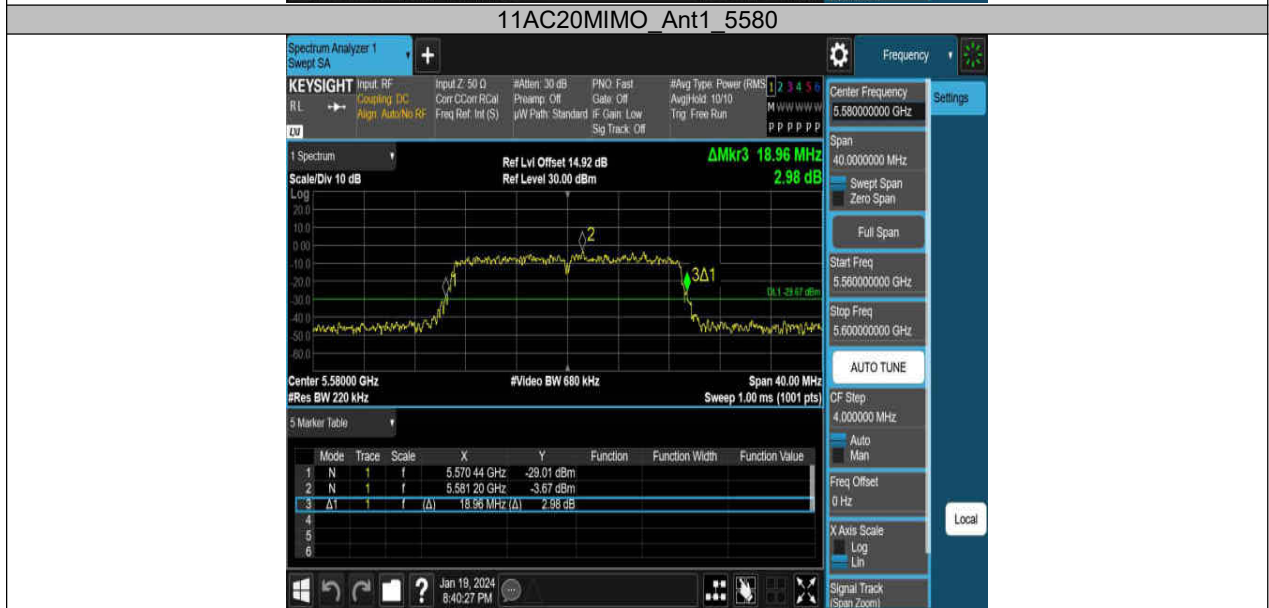 11AC20MIMO_Ant1_5580
Spectrum Analyzer 1
Swept SA
+
Frequency
KEYSIGHT
RL
LXI
Input: RF
Coupling: DC
Align: Auto/No RF
Input Z: 50 Ω
Corr CCorr RCal
Freq Ref: Int (S)
#Atten: 30 dB
Preamp: Off
µW Path: Standard
PNO: Fast
Gate: Off
IF Gain: Low
Sig Track: Off
#Avg Type: Power (RMS
Avg|Hold: 10/10
Trig: Free Run
1 2 3 4 5 6
M W W W W W
P P P P P P
Center Frequency
5.580000000 GHz
Settings
Span
40.0000000 MHz
Swept Span
Zero Span
Full Span
Start Freq
5.560000000 GHz
Stop Freq
5.600000000 GHz
AUTO TUNE
CF Step
4.000000 MHz
Auto
Man
Freq Offset
0 Hz
X Axis Scale
Log
Lin
Signal Track
(Span Zoom)
Local
1 Spectrum
Scale/Div 10 dB
Log
Ref Lvl Offset 14.92 dB
Ref Level 30.00 dBm
ΔMkr3 18.96 MHz
2.98 dB
20.0
10.0
0.00
-10.0
-20.0
-30.0
-40.0
-50.0
-60.0
2
3Δ1
DL1 -29.67 dBm
Center 5.58000 GHz
#Video BW 680 kHz
Span 40.00 MHz
#Res BW 220 kHz
Sweep 1.00 ms (1001 pts)
5 Marker Table
Mode Trace Scale X Y Function Function Width Function Value
1 N 1 f 5.570 44 GHz -29.01 dBm
2 N 1 f 5.581 20 GHz -3.67 dBm
3 Δ1 1 f (Δ) 18.96 MHz (Δ) 2.98 dB
4
5
6
?
Jan 19, 2024
8:40:27 PM